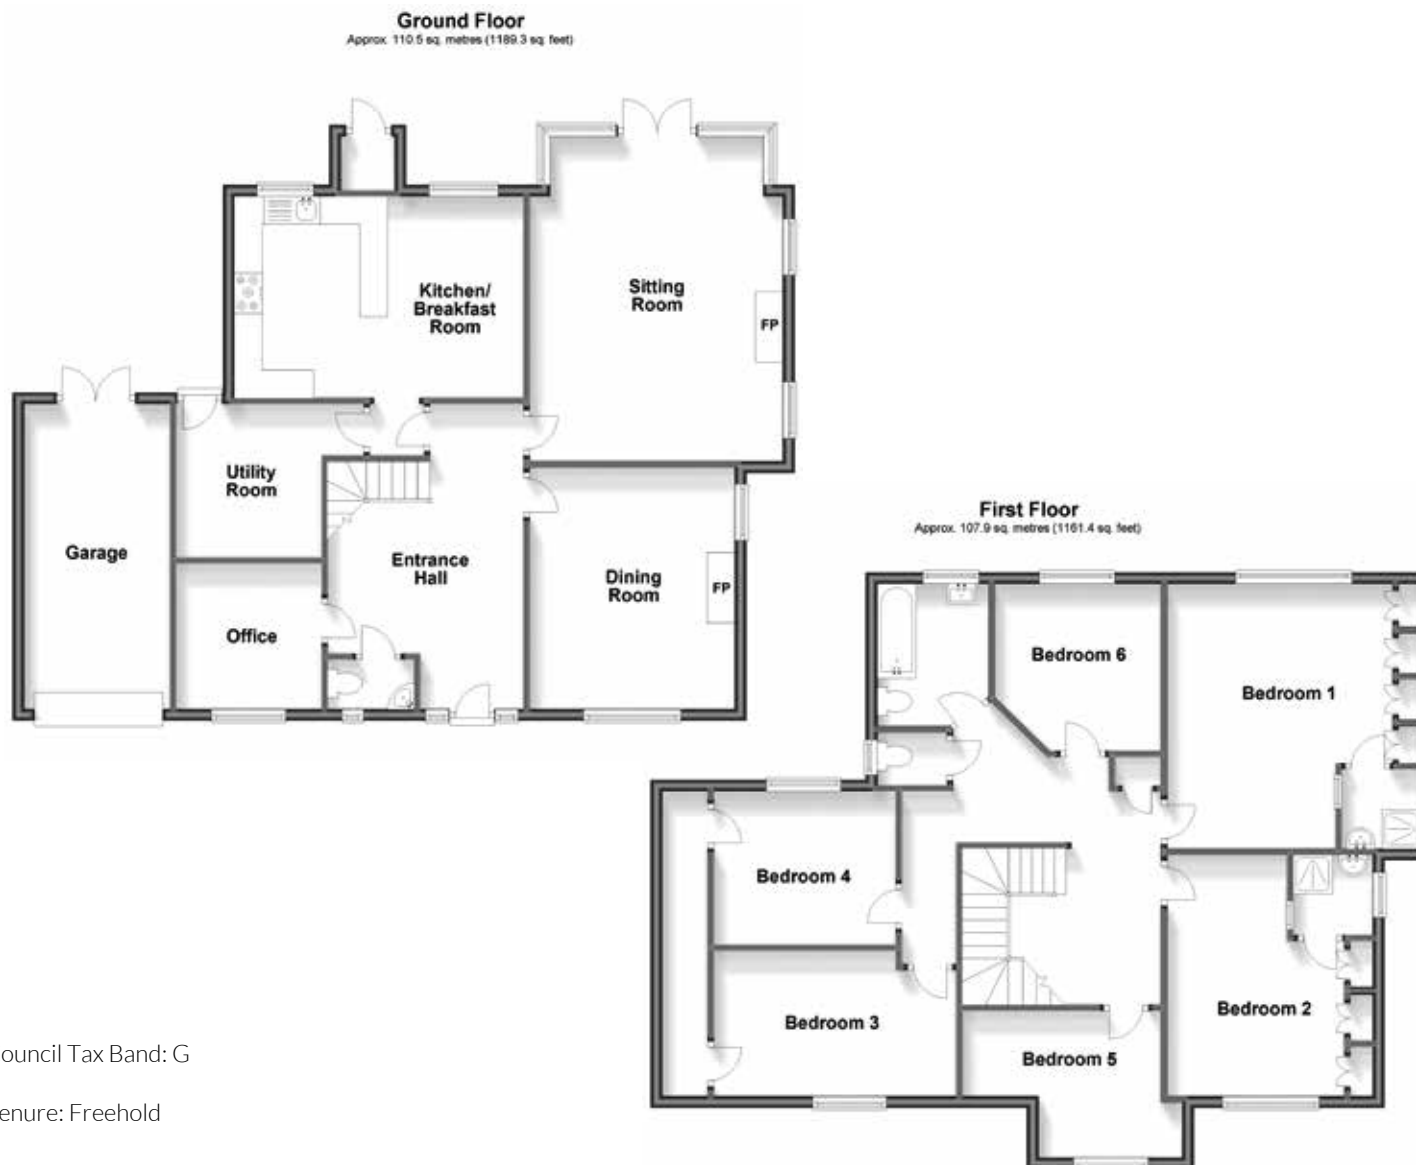 Ground Floor
Approx. 110.5 sq. metres (1189.3 sq. feet)
Kitchen/
Breakfast
Room
Sitting
Room
FP
Utility
Room
Garage
Entrance
Hall
Dining
Room
FP
Office
First Floor
Approx. 107.9 sq. metres (1161.4 sq. feet)
Bedroom 6
Bedroom 1
Bedroom 4
Bedroom 3
Bedroom 5
Bedroom 2
ouncil Tax Band: G
enure: Freehold